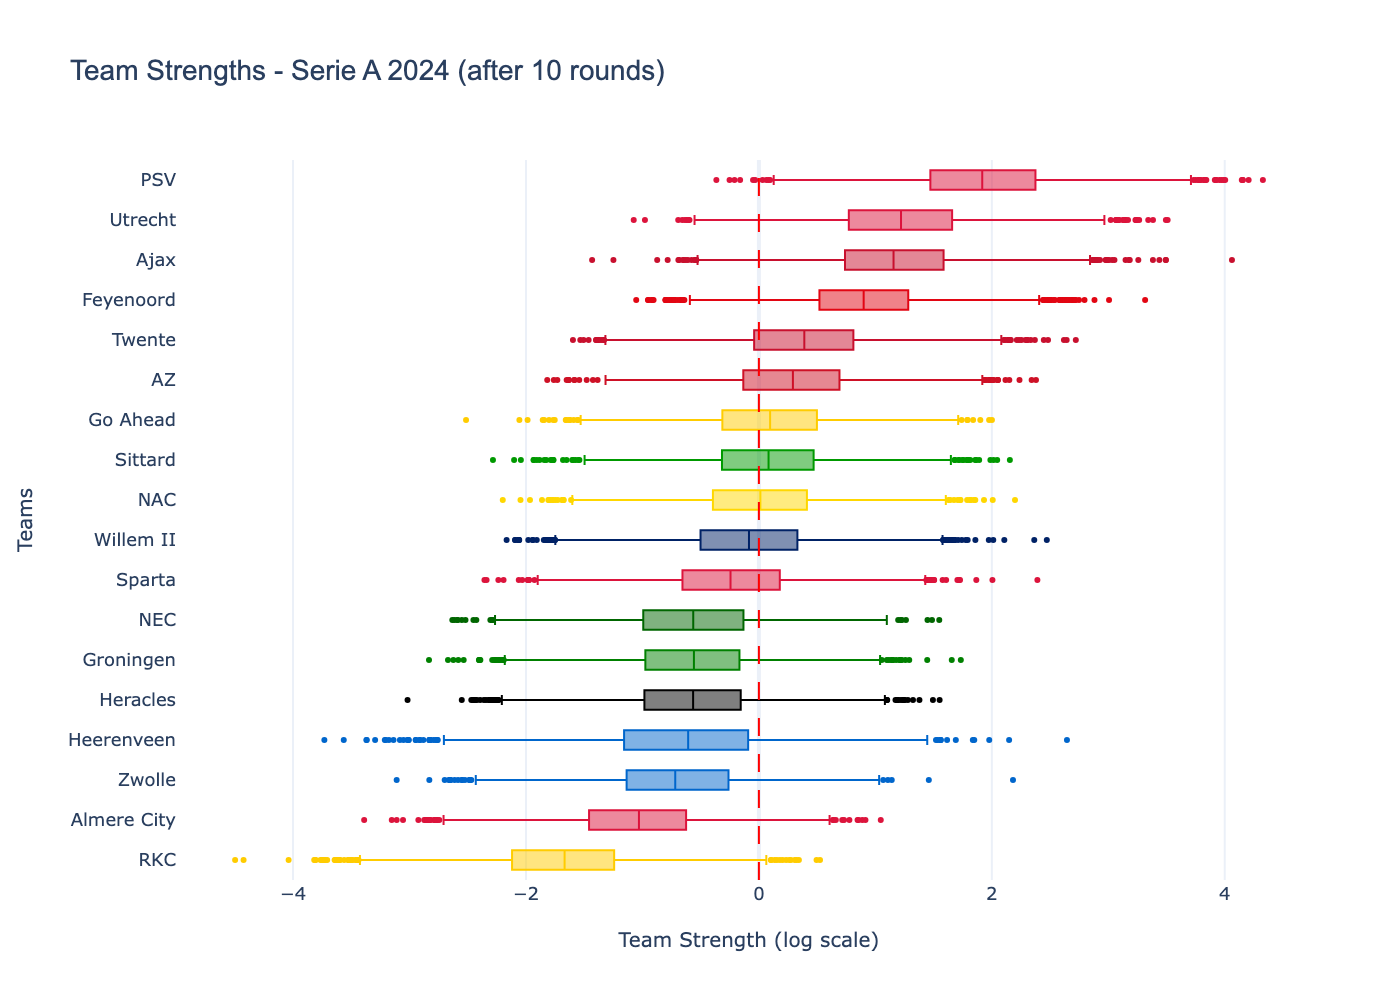 Team Strengths - Serie A 2024 (after 10 rounds)
PSV
Utrecht
Ajax
Feyenoord
Twente
AZ
Go Ahead
Sittard
NAC
Willem II
Sparta
NEC
Groningen
Heracles
Heerenveen
Zwolle
Almere City
RKC
Teams
−4
−2
0
2
4
Team Strength (log scale)